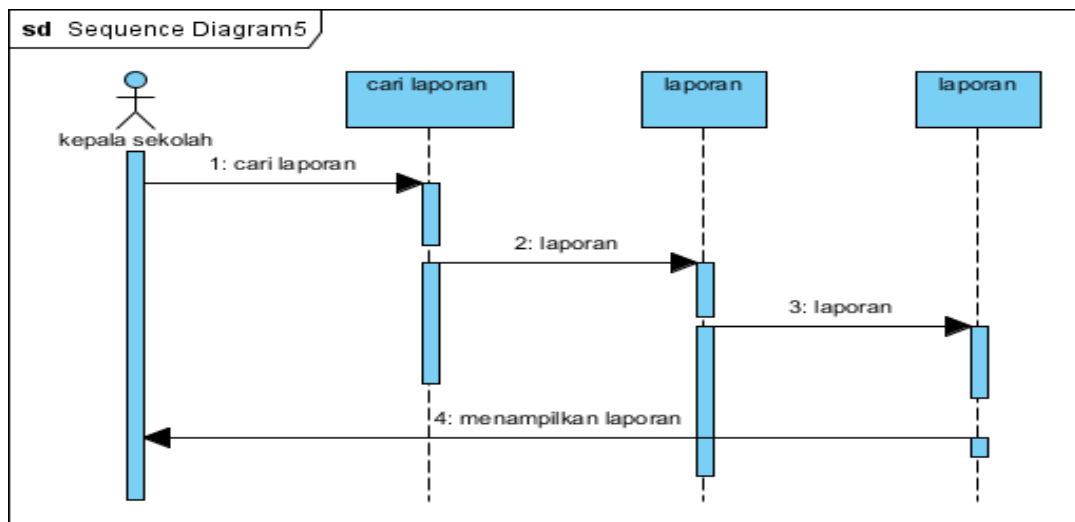 sd Sequence Diagram5
cari laporan
laporan
laporan
kepala sekolah
1: cari laporan
2: laporan
3: laporan
4: menampilkan laporan